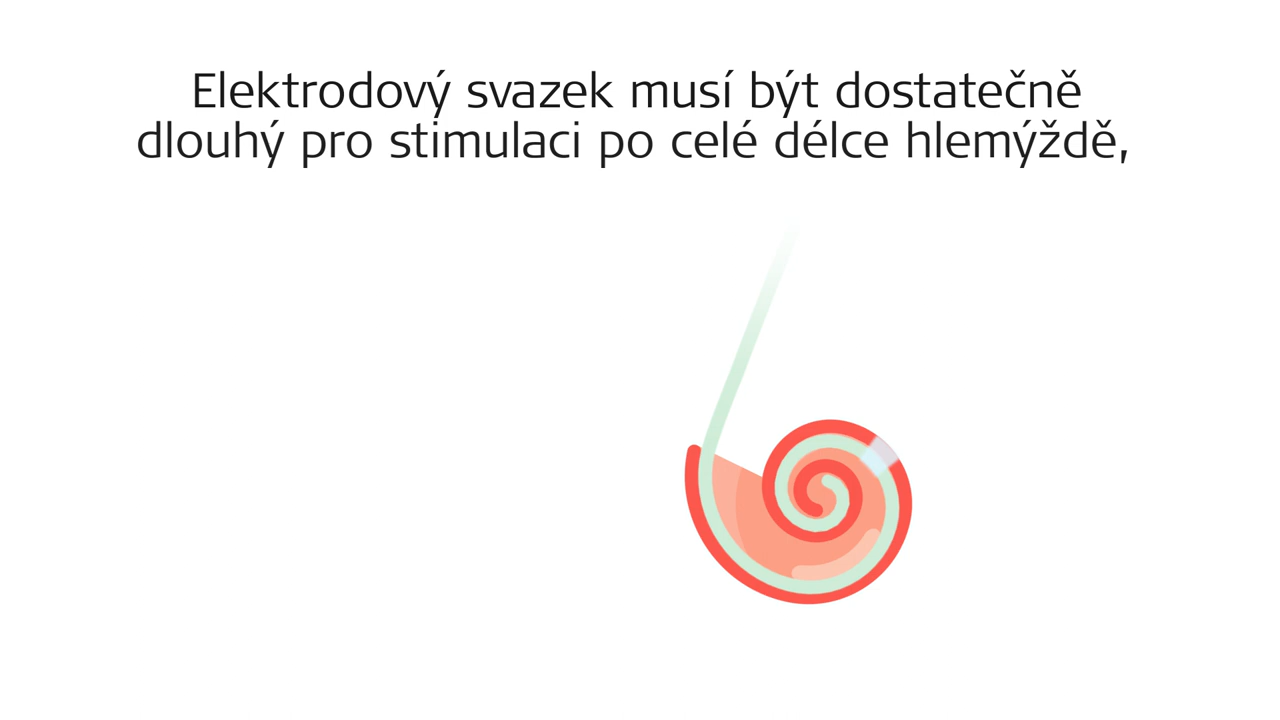 Elektrodový svazek musí být dostatečně
dlouhý pro stimulaci po celé délce hlemýždě,